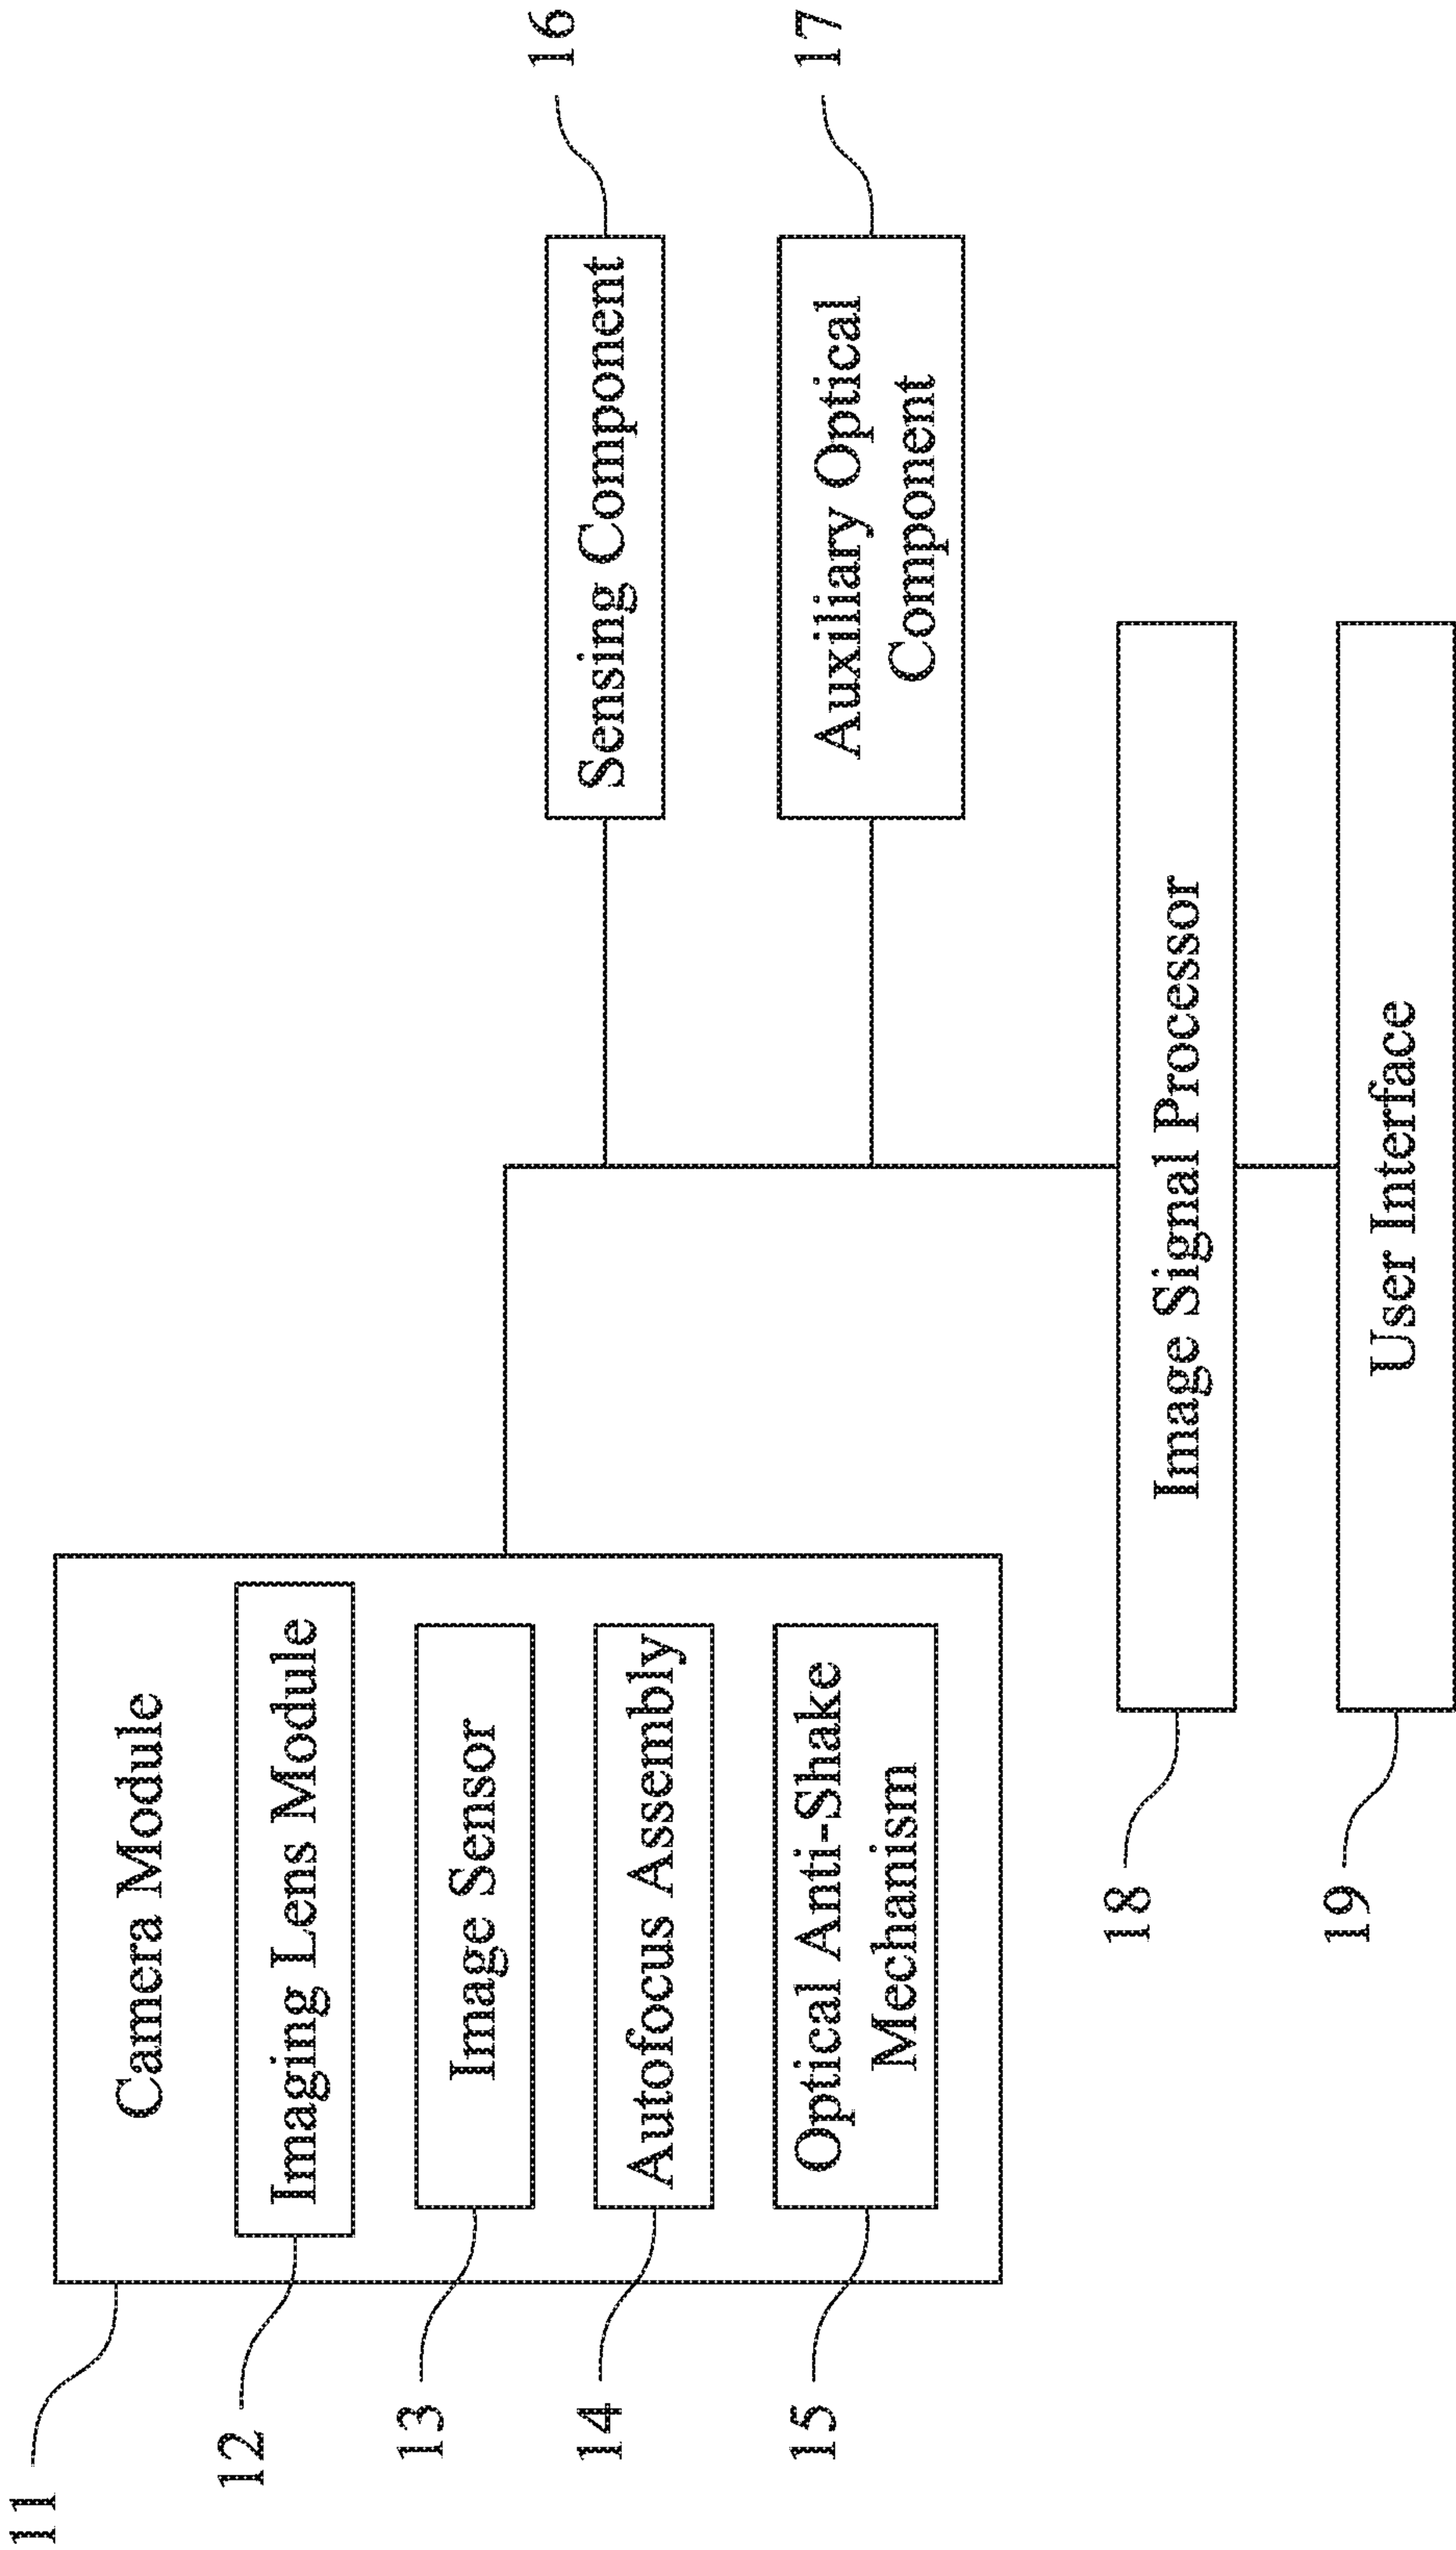 11
Camera Module
12
Imaging Lens Module
13
Image Sensor
14
Autofocus Assembly
15
Optical Anti-Shake
Mechanism
Sensing Component
16
Auxiliary Optical
Component
17
18
Image Signal Processor
19
User Interface